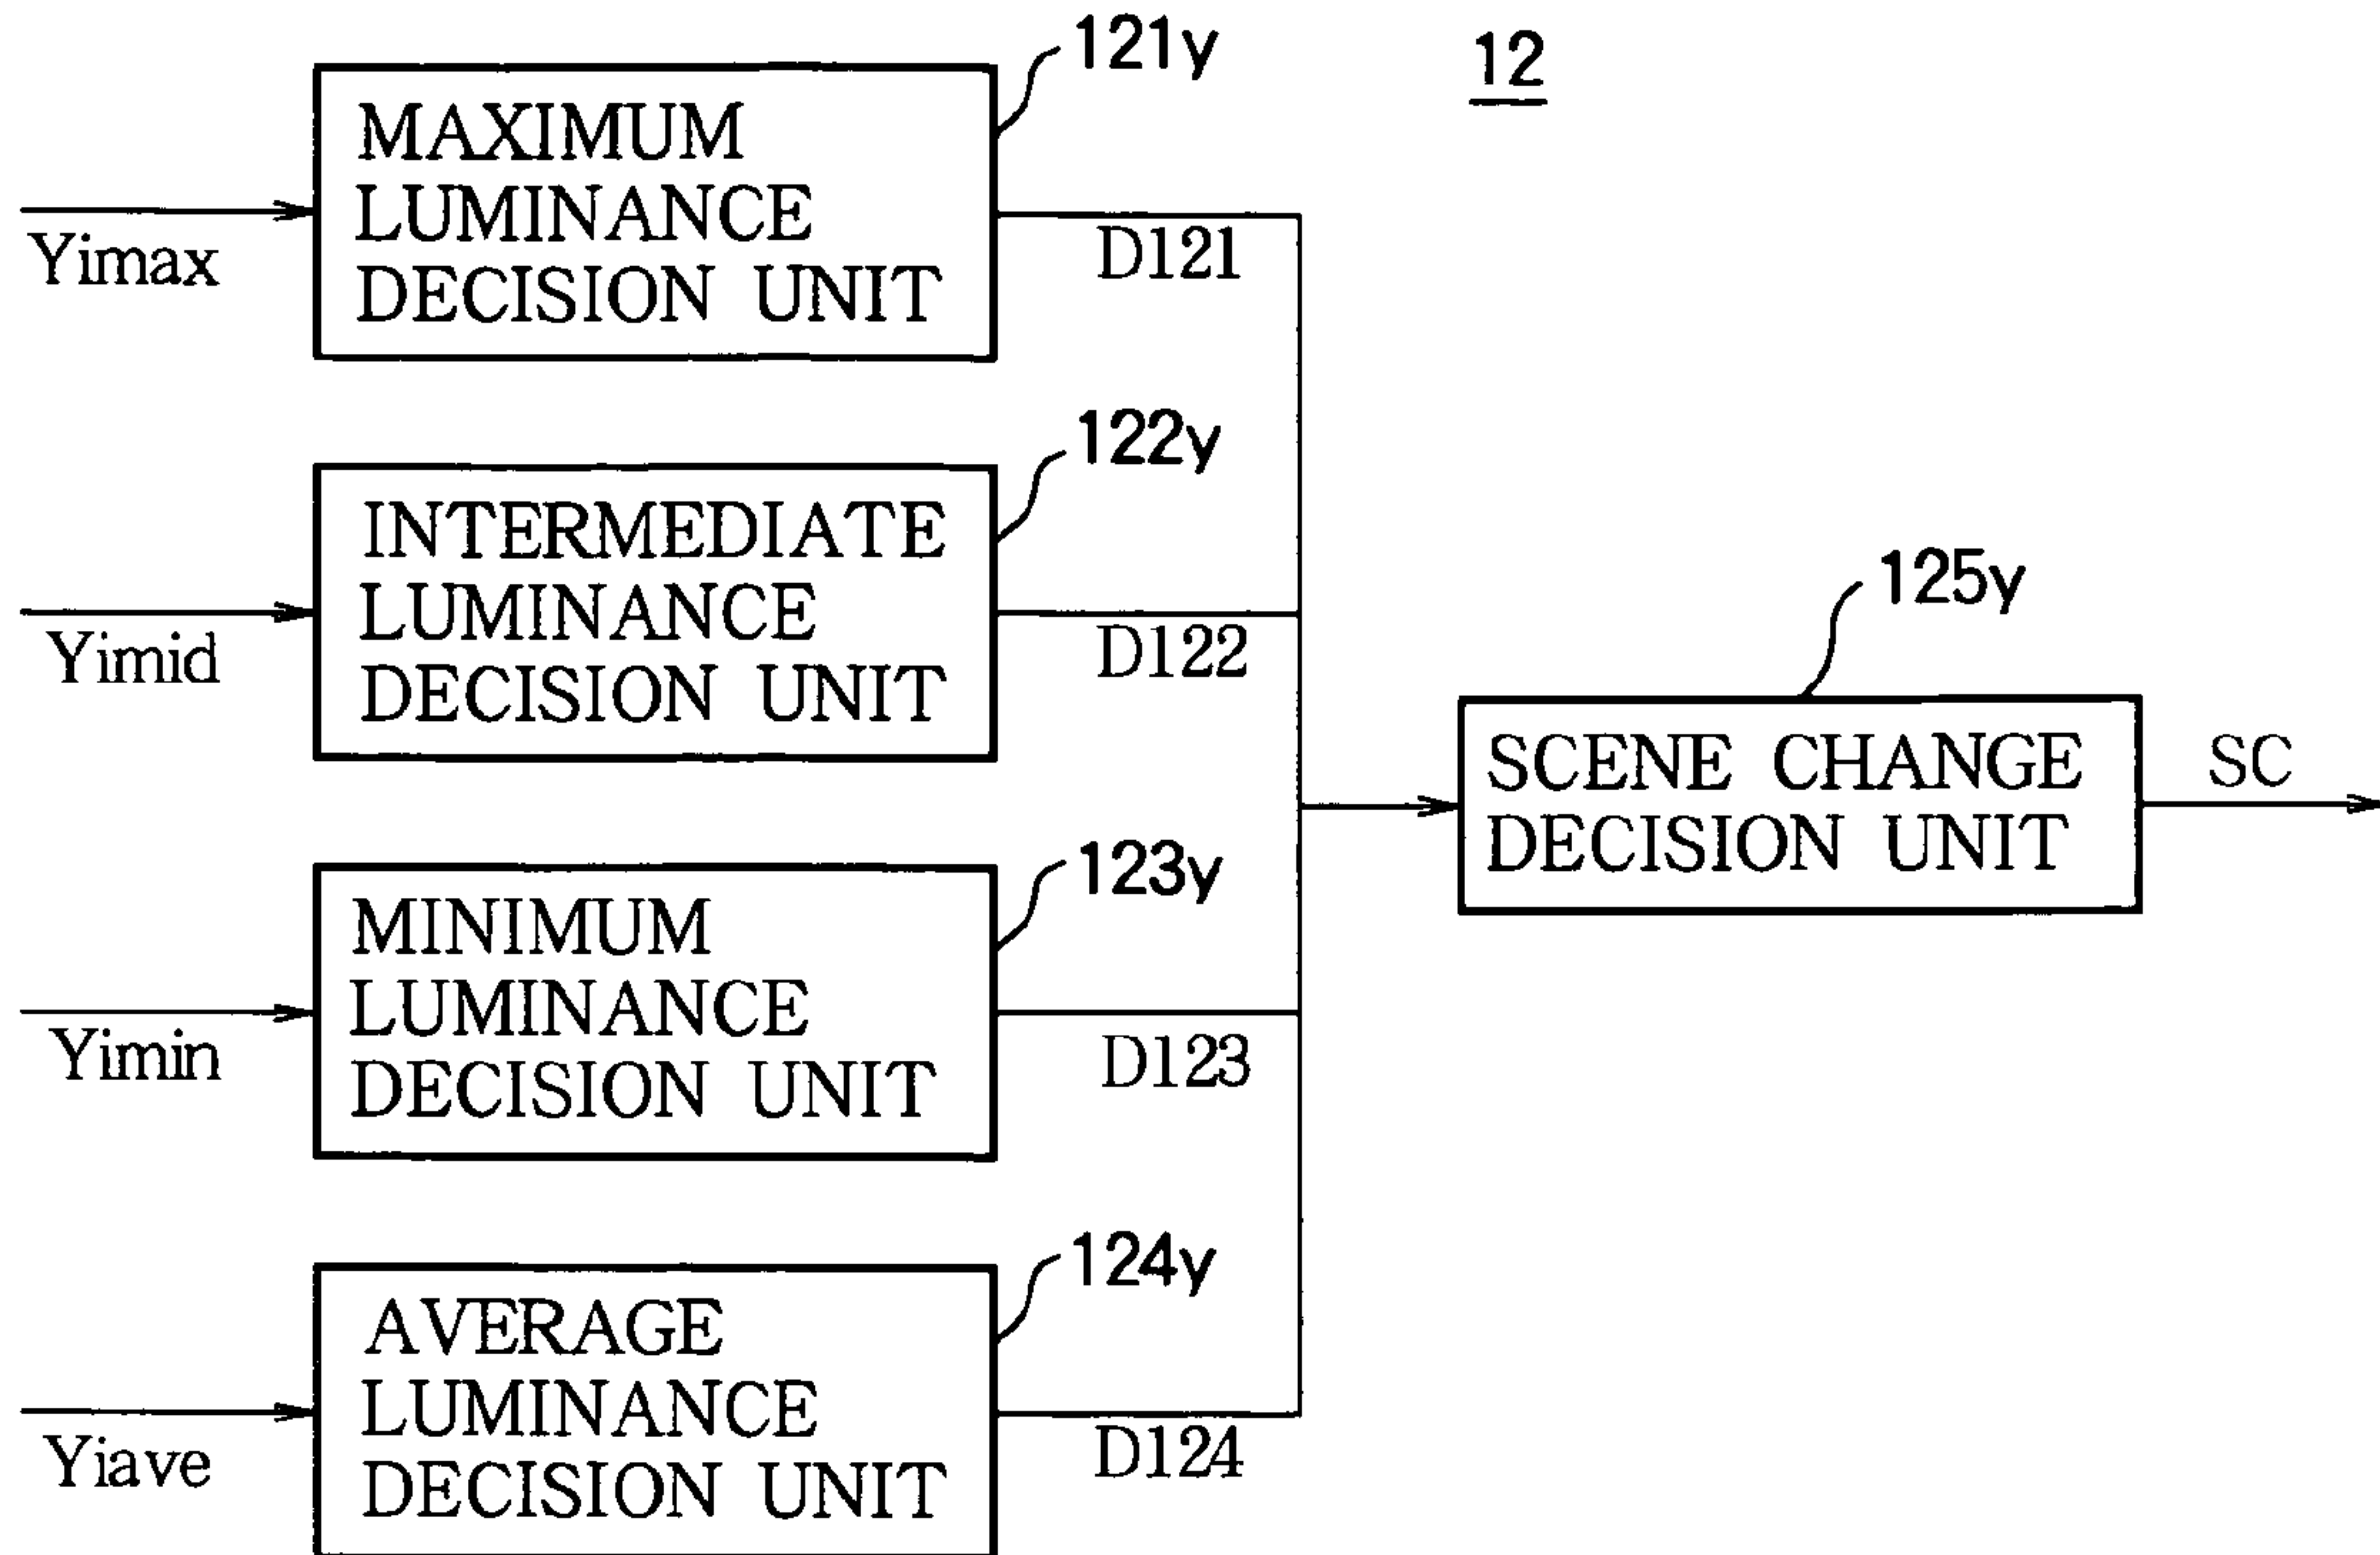 121y
12
MAXIMUM
LUMINANCE
DECISION UNIT
Yimax
D121
122y
INTERMEDIATE
LUMINANCE
DECISION UNIT
Yimid
D122
125y
SCENE CHANGE
DECISION UNIT
SC
123y
MINIMUM
LUMINANCE
DECISION UNIT
Yimin
D123
124y
AVERAGE
LUMINANCE
DECISION UNIT
Yiave
D124